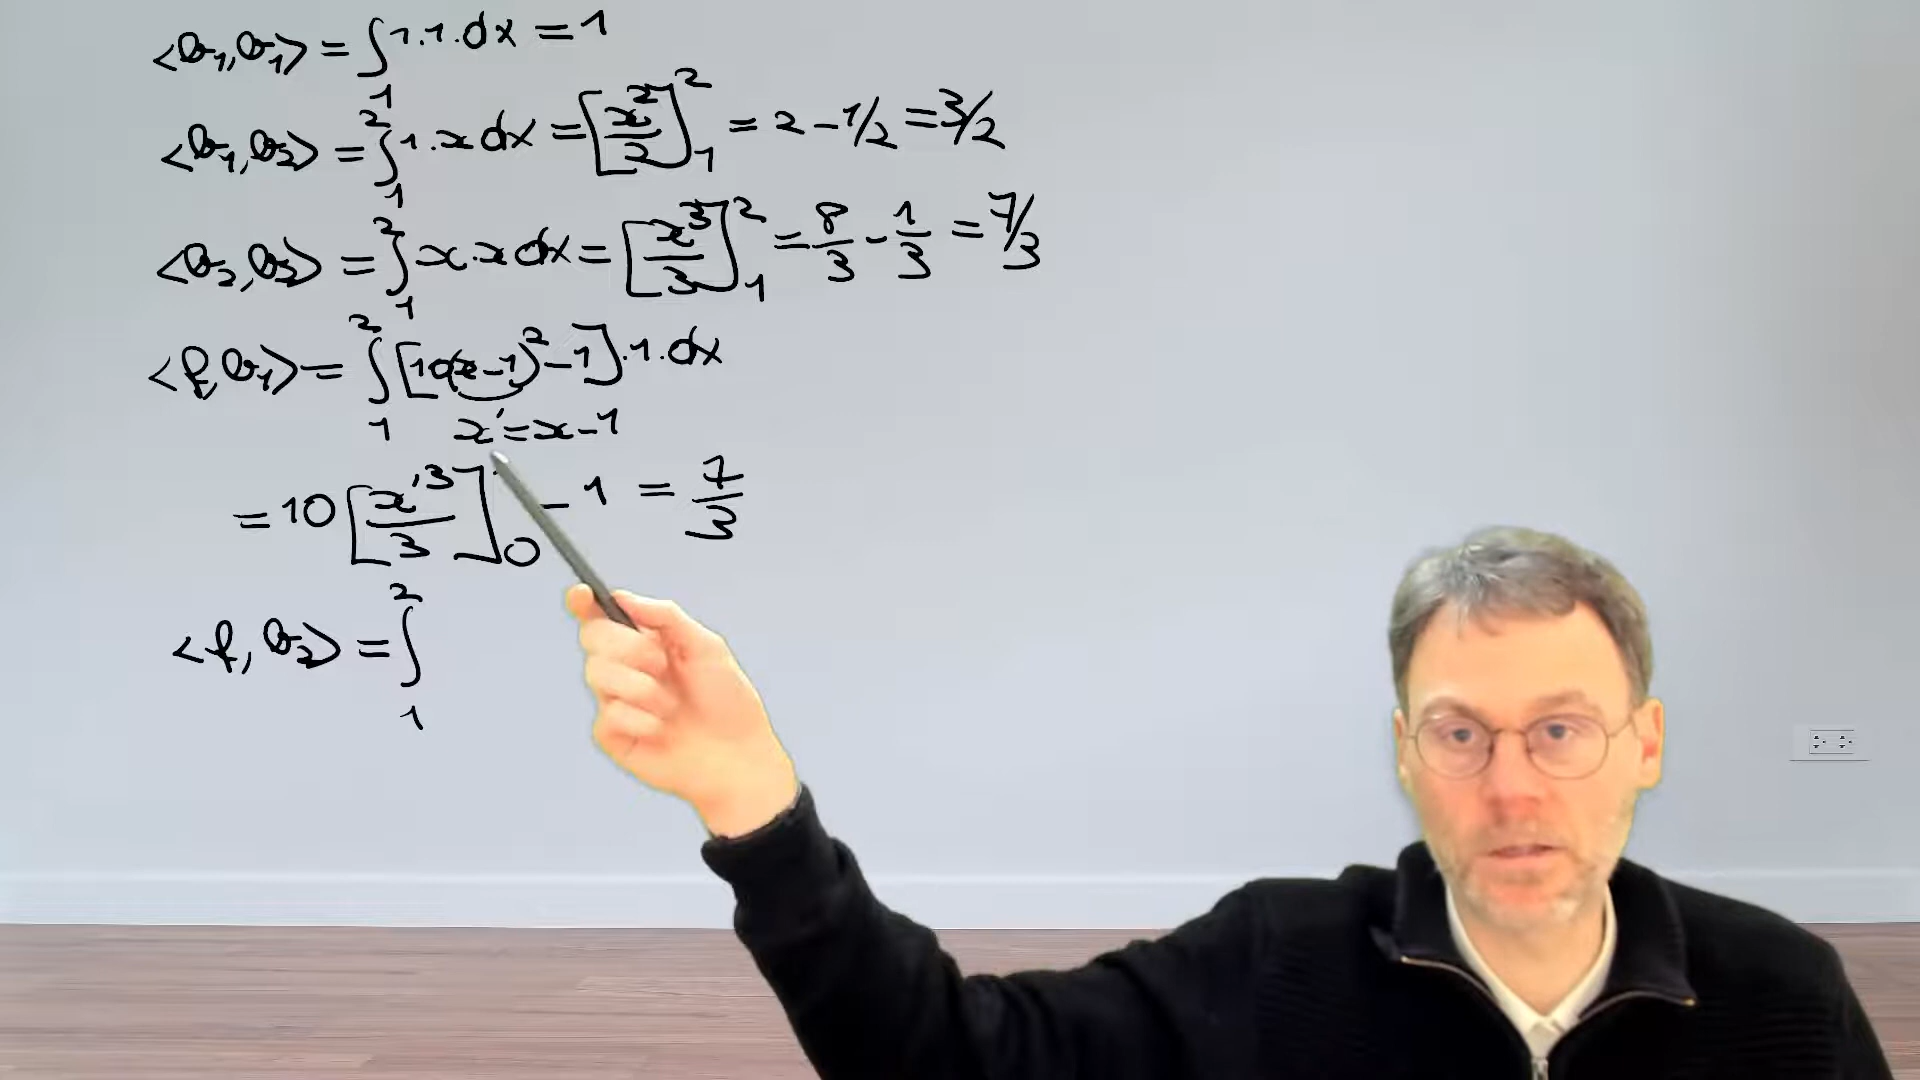 <b₁,b₁> = ∫₁ 1.1.dx = 1
<b₁,b₂> = ∫₁² 1.x dx = [x²/2]₁² = 2 - 1/2 = 3/2
<b₂,b₂> = ∫₁² x.x dx = [x³/3]₁² = 8/3 - 1/3 = 7/3
<f,b₁> = ∫₁² [10(x-1)² - 1].1.dx
x' = x - 1
= 10 [x'³/3]₀ - 1 = 7/3
<f, b₂> = ∫₁²